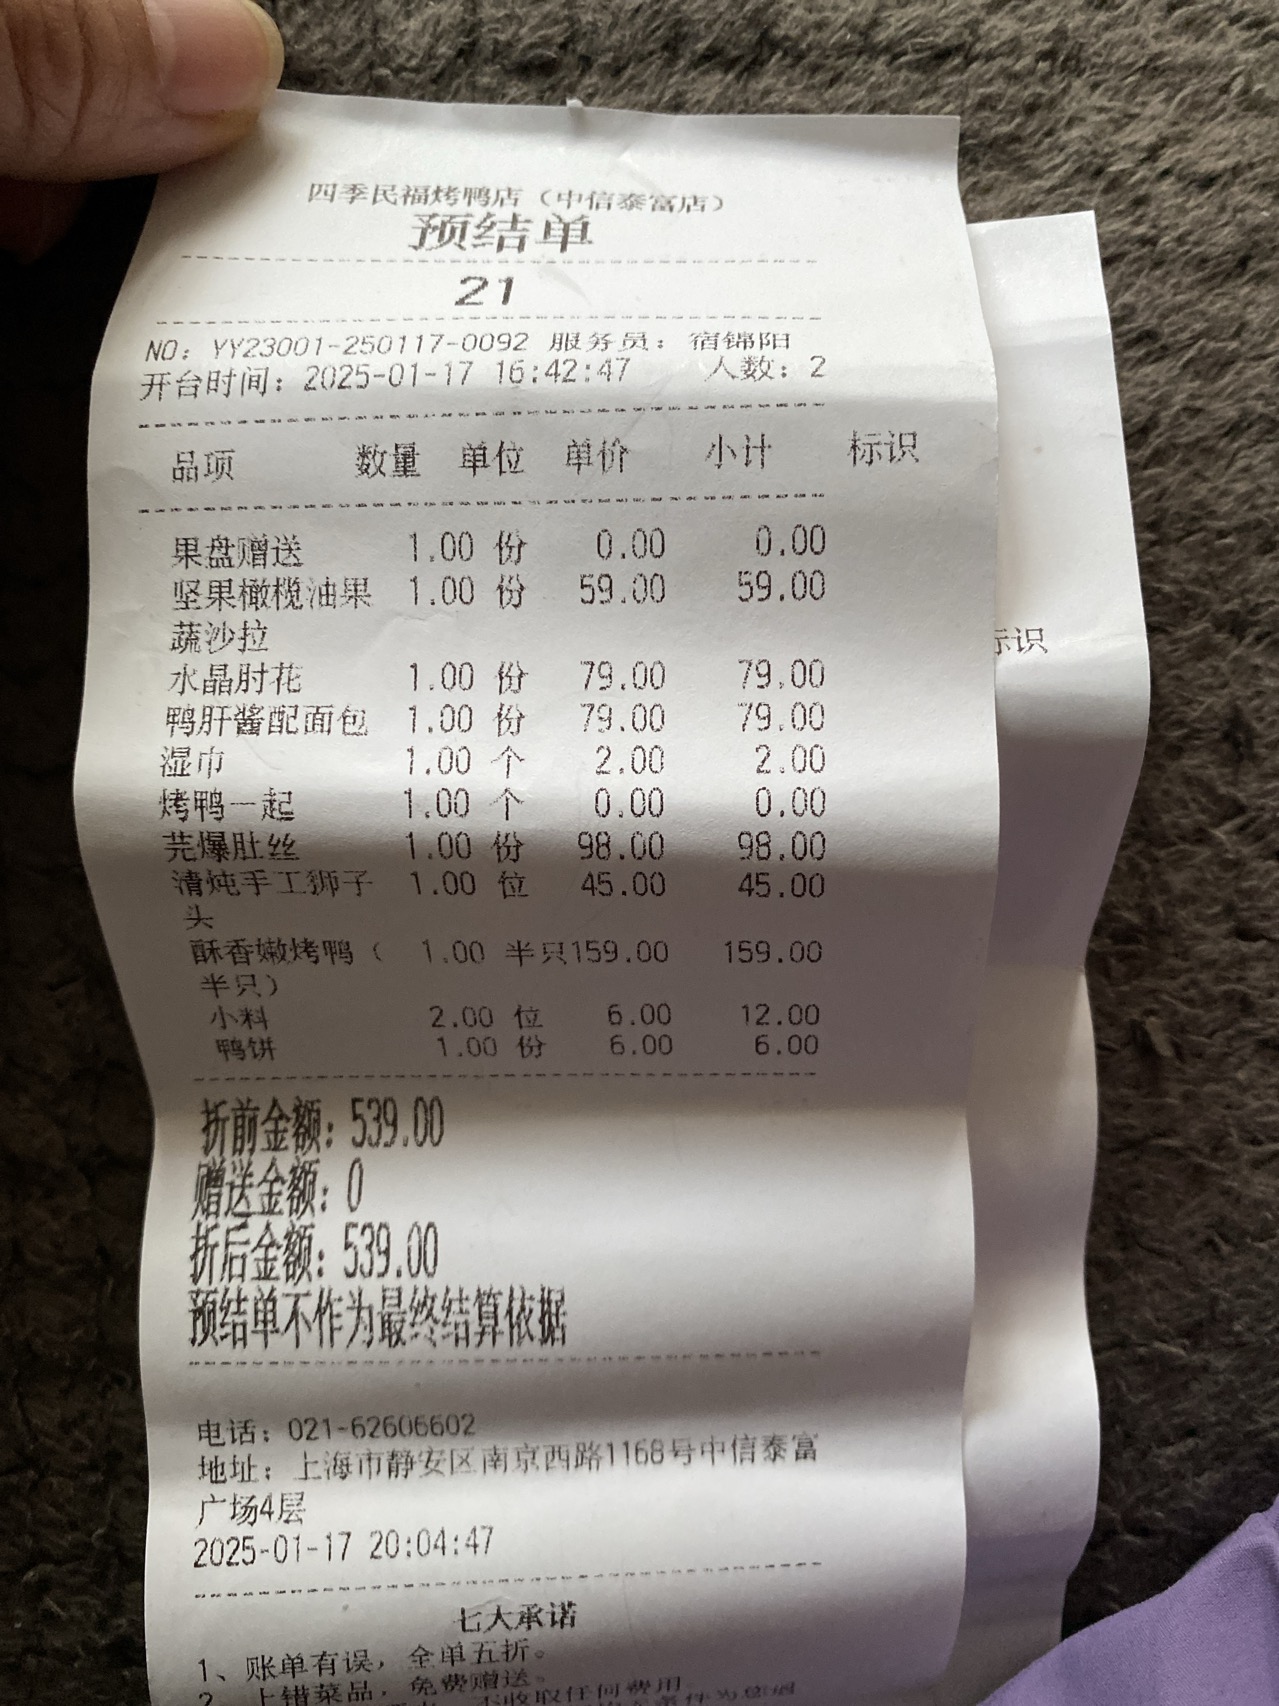 四季民福烤鸭店（中信泰富店）
预结单
21
NO: YY23001-250117-0092 服务员：宿锦阳
开台时间：2025-01-17 16:42:47 人数：2
品项 数量 单位 单价 小计 标识
果盘赠送 1.00 份 0.00 0.00
坚果橄榄油果 1.00 份 59.00 59.00
蔬沙拉
水晶肘花 1.00 份 79.00 79.00
鸭肝酱配面包 1.00 份 79.00 79.00
湿巾 1.00 个 2.00 2.00
烤鸭一起 1.00 个 0.00 0.00
芫爆肚丝 1.00 份 98.00 98.00
清炖手工狮子 1.00 位 45.00 45.00
头
酥香嫩烤鸭（ 1.00 半只159.00 159.00
半只）
小料 2.00 位 6.00 12.00
鸭饼 1.00 份 6.00 6.00
折前金额：539.00
赠送金额：0
折后金额：539.00
预结单不作为最终结算依据
电话：021-62606602
地址：上海市静安区南京西路1168号中信泰富
广场4层
2025-01-17 20:04:47
七大承诺
1、账单有误，全单五折。
2、上错菜品，免费赠送。
不收取任何费用
标识